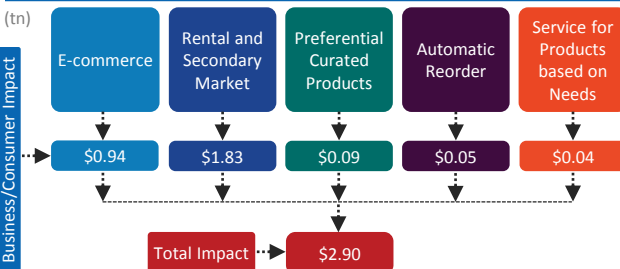 (tn)
E-commerce
Rental and
Secondary
Market
Preferential
Curated
Products
Automatic
Reorder
Service for
Products
based on
Needs
Business/Consumer Impact
$0.94
$1.83
$0.09
$0.05
$0.04
Total Impact
$2.90